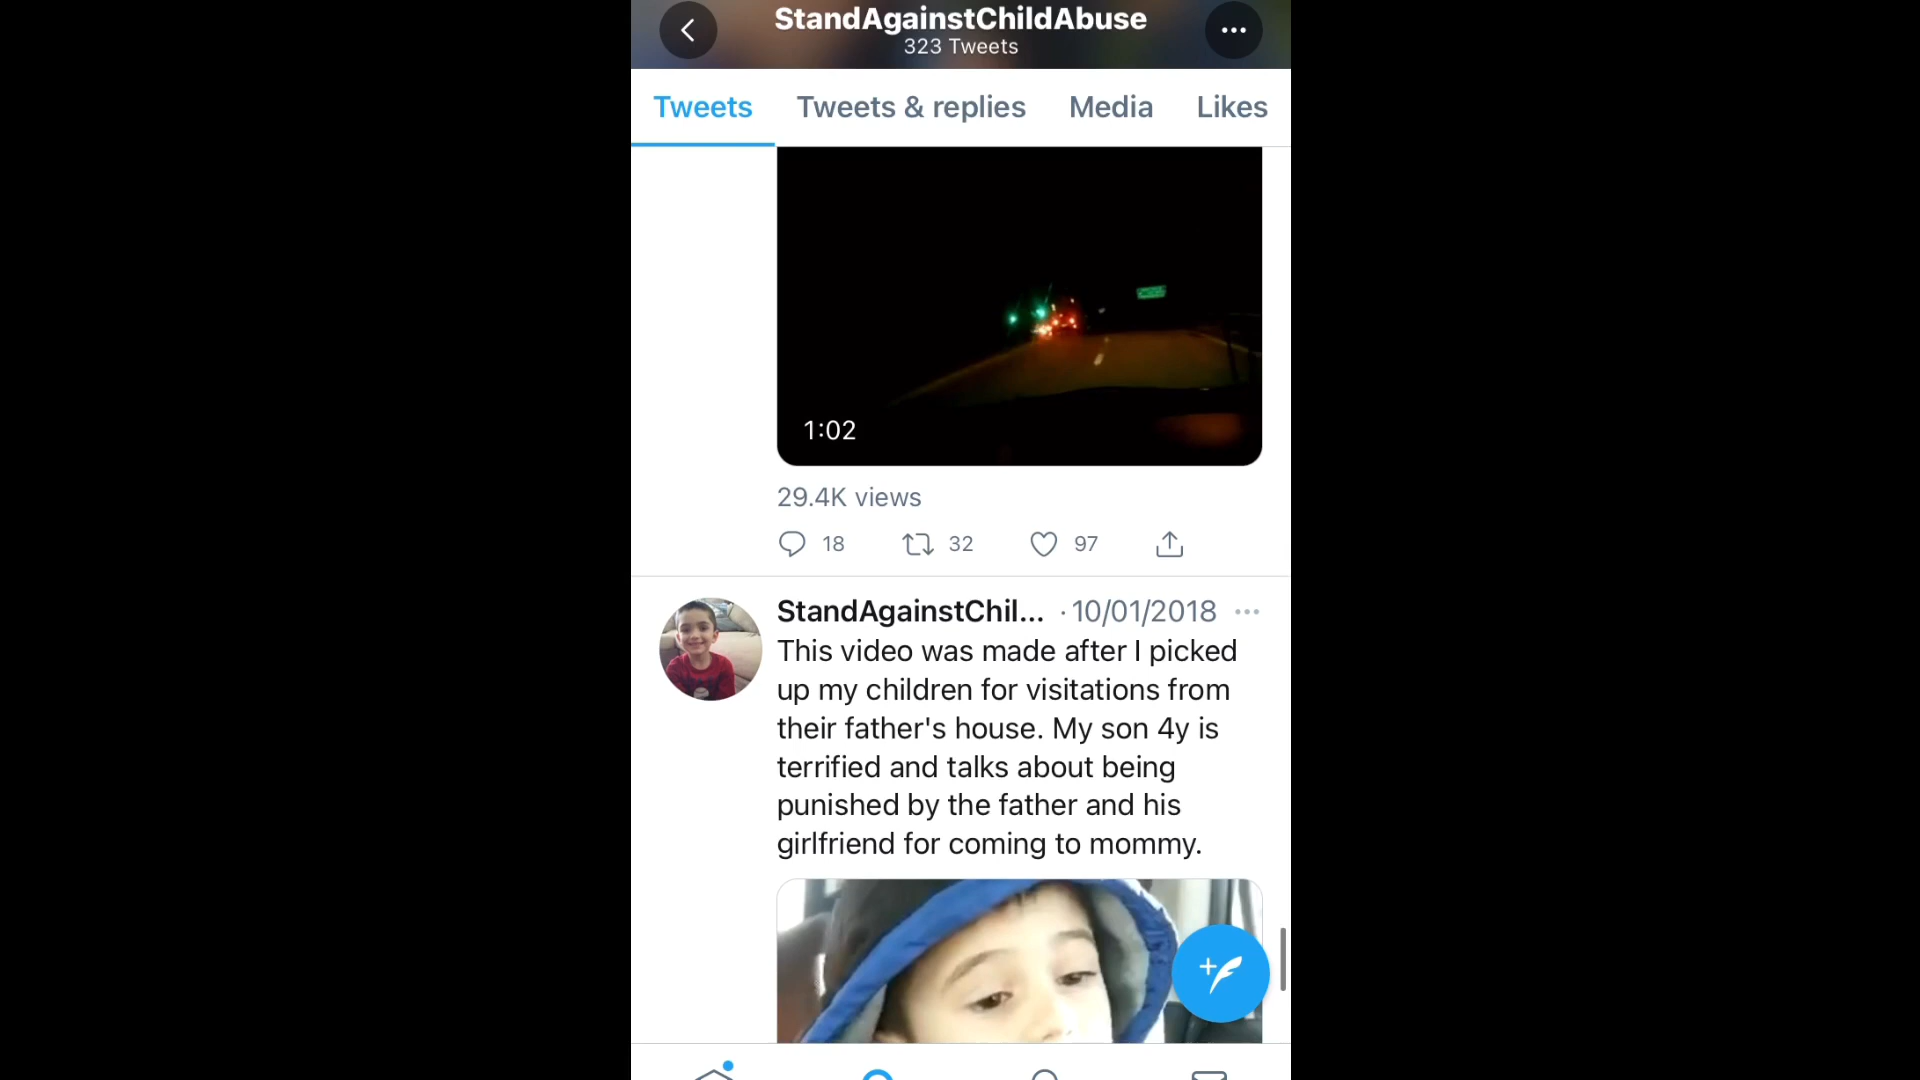 StandAgainstChildAbuse
323 Tweets
Tweets Tweets & replies Media Likes
1:02
29.4K views
18 32 97
StandAgainstChil... · 10/01/2018
This video was made after I picked
up my children for visitations from
their father's house. My son 4y is
terrified and talks about being
punished by the father and his
girlfriend for coming to mommy.